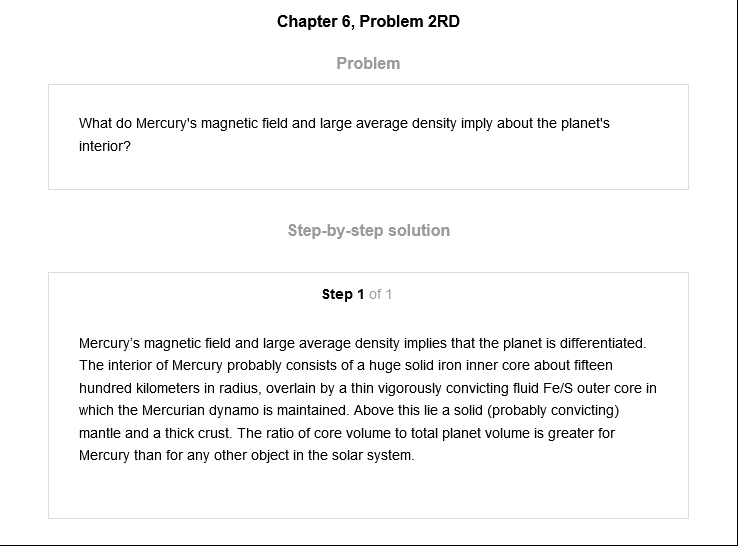 Chapter 6, Problem 2RD
Problem
What do Mercury's magnetic field and large average density imply about the planet's
interior?
Step-by-step solution
Step 1 of 1
Mercury’s magnetic field and large average density implies that the planet is differentiated.
The interior of Mercury probably consists of a huge solid iron inner core about fifteen
hundred kilometers in radius, overlain by a thin vigorously convicting fluid Fe/S outer core in
which the Mercurian dynamo is maintained. Above this lie a solid (probably convicting)
mantle and a thick crust. The ratio of core volume to total planet volume is greater for
Mercury than for any other object in the solar system.